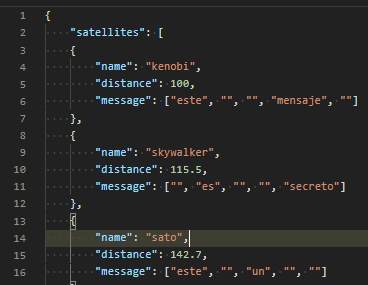 1 {
2 "satellites": [
3 {
4 "name": "kenobi",
5 "distance": 100,
6 "message": ["este", "", "", "mensaje", ""]
7 },
8 {
9 "name": "skywalker",
10 "distance": 115.5,
11 "message": ["", "es", "", "", "secreto"]
12 },
13 {
14 "name": "sato",
15 "distance": 142.7,
16 "message": ["este", "", "un", "", ""]